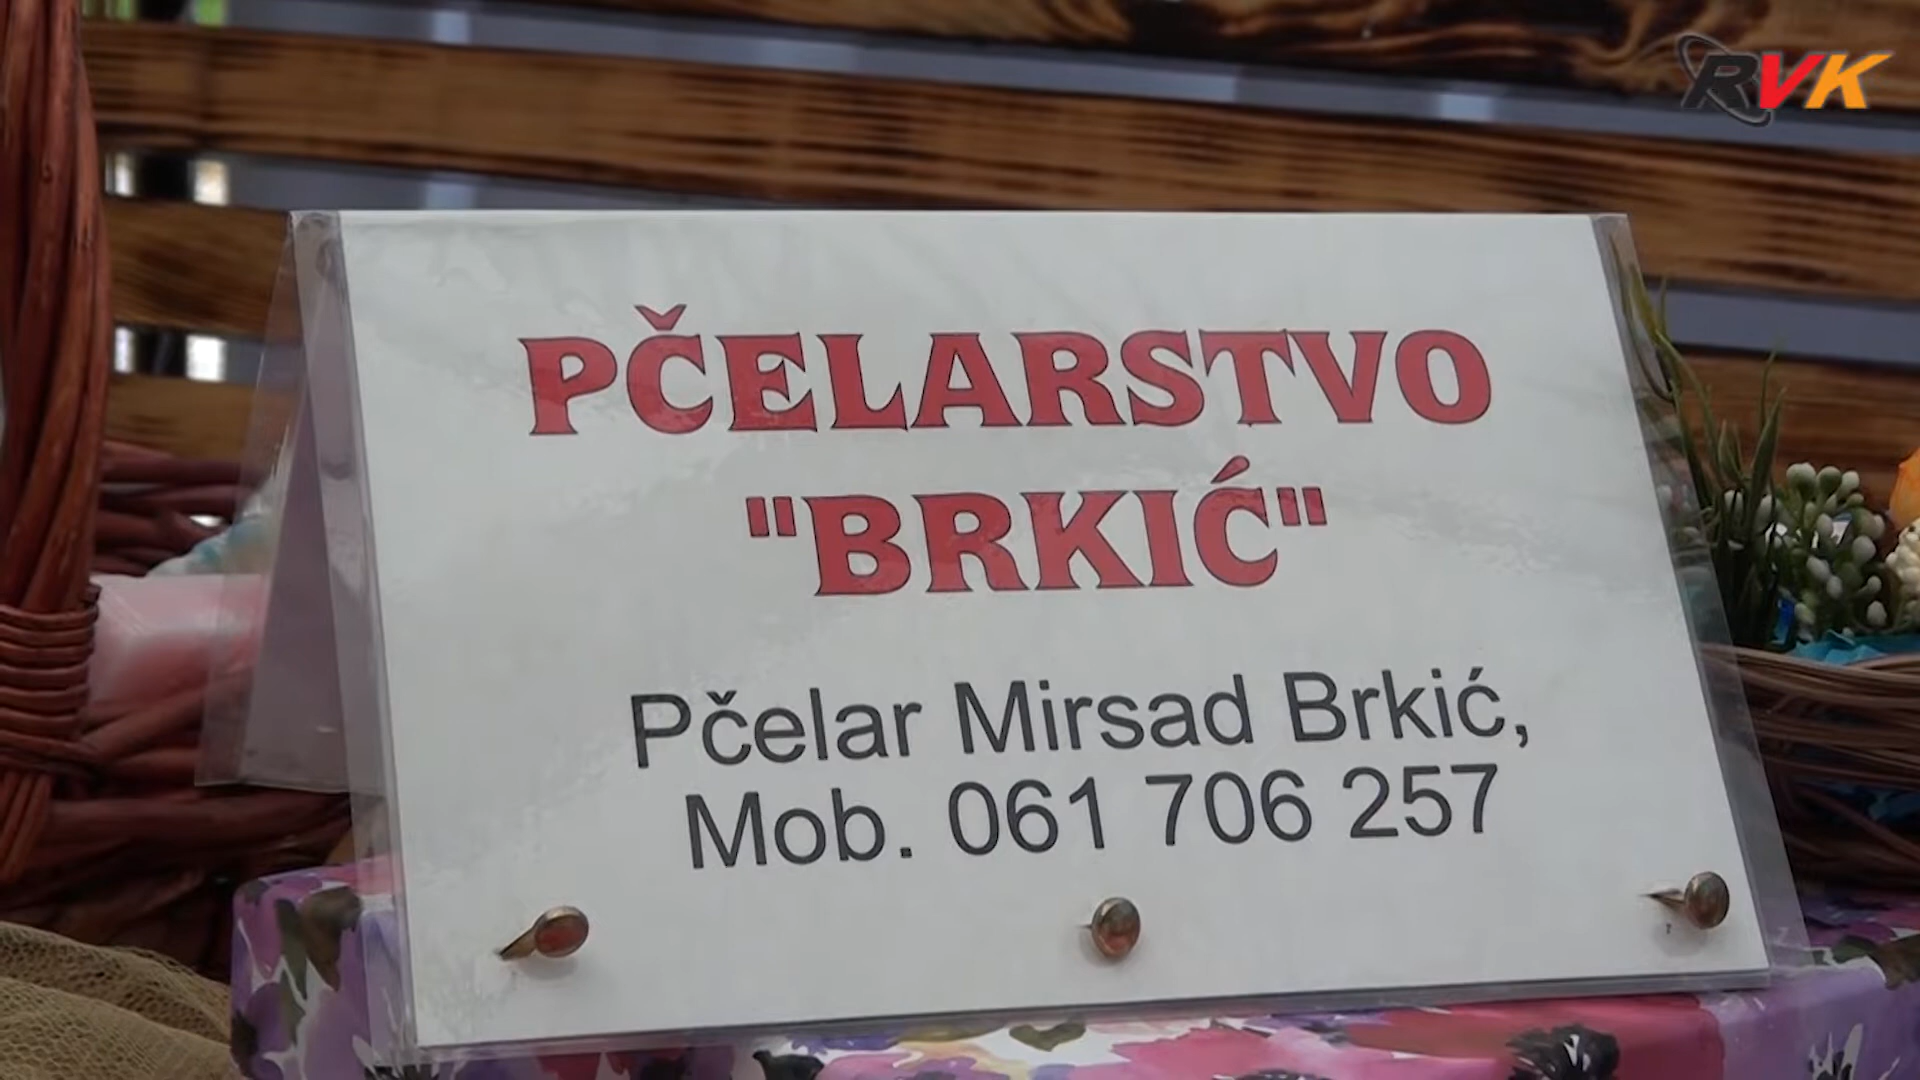 RVK
PČELARSTVO
"BRKIĆ"
Pčelar Mirsad Brkić,
Mob. 061 706 257